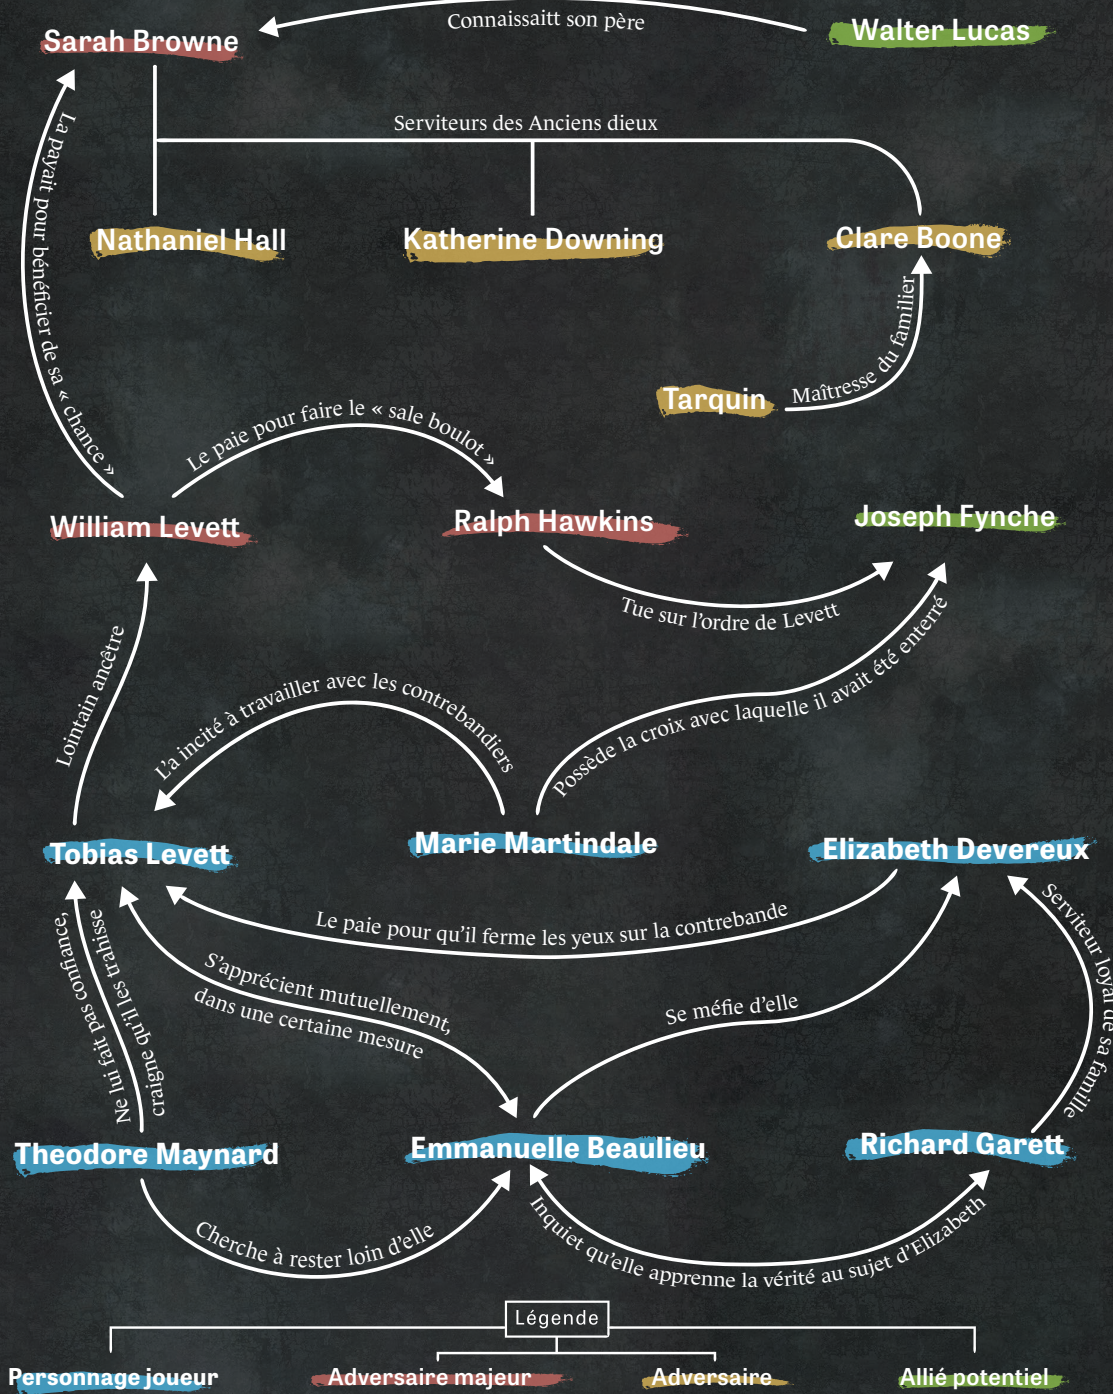 Connaissaitt son père
Sarah Browne
Walter Lucas
Serviteurs des Anciens dieux
La payait pour bénéficier de sa « chance »
Nathaniel Hall
Katherine Downing
Clare Boone
Maîtresse du familier
Tarquin
Le paie pour faire le « sale boulot »
William Levett
Ralph Hawkins
Joseph Fynche
Tue sur l’ordre de Levett
Lointain ancêtre
L’a incité à travailler avec les contrebandiers
Possède la croix avec laquelle il avait été enterré
Tobias Levett
Marie Martindale
Elizabeth Devereux
Le paie pour qu’il ferme les yeux sur la contrebande
Ne lui fait pas confiance,
craigne qu’il les trahisse
S’apprécient mutuellement,
dans une certaine mesure
Se méfie d’elle
Serviteur loyal de sa famille
Theodore Maynard
Emmanuelle Beaulieu
Richard Garett
Cherche à rester loin d’elle
Inquiet qu’elle apprenne la vérité au sujet d’Elizabeth
Légende
Personnage joueur
Adversaire majeur
Adversaire
Allié potentiel